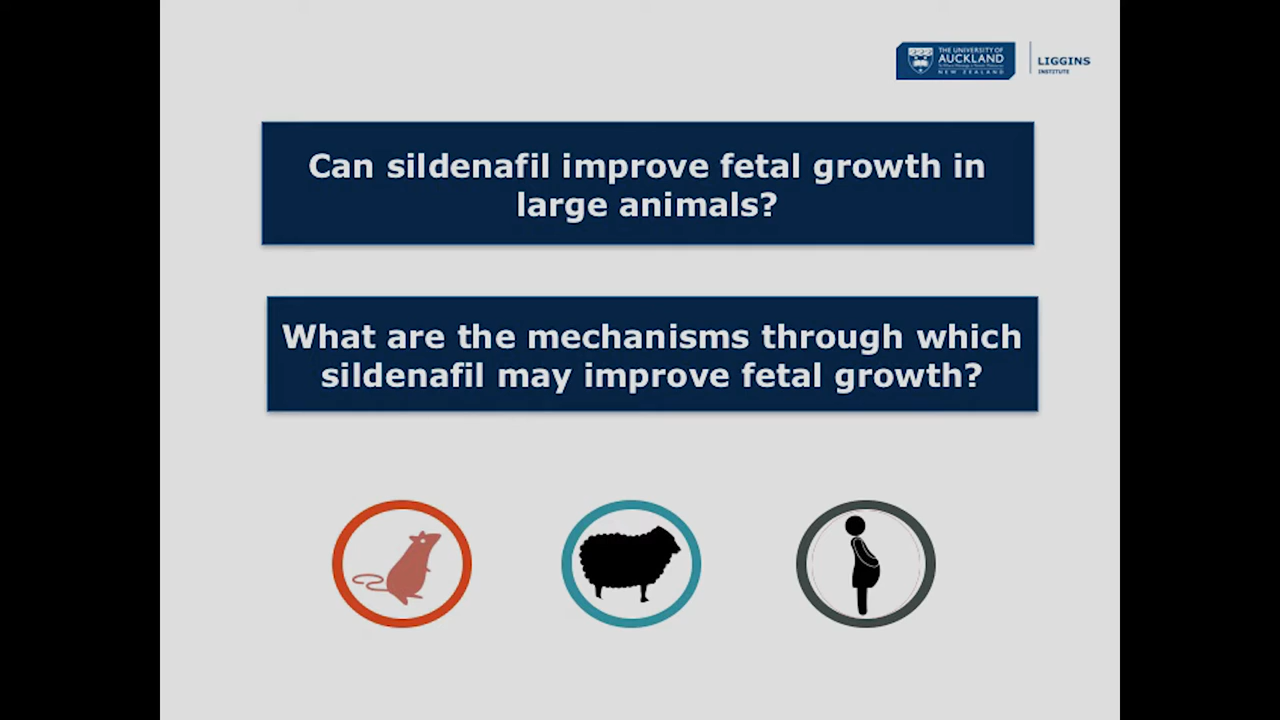 THE UNIVERSITY OF
AUCKLAND
NEW ZEALAND
LIGGINS
INSTITUTE
Can sildenafil improve fetal growth in
large animals?
What are the mechanisms through which
sildenafil may improve fetal growth?